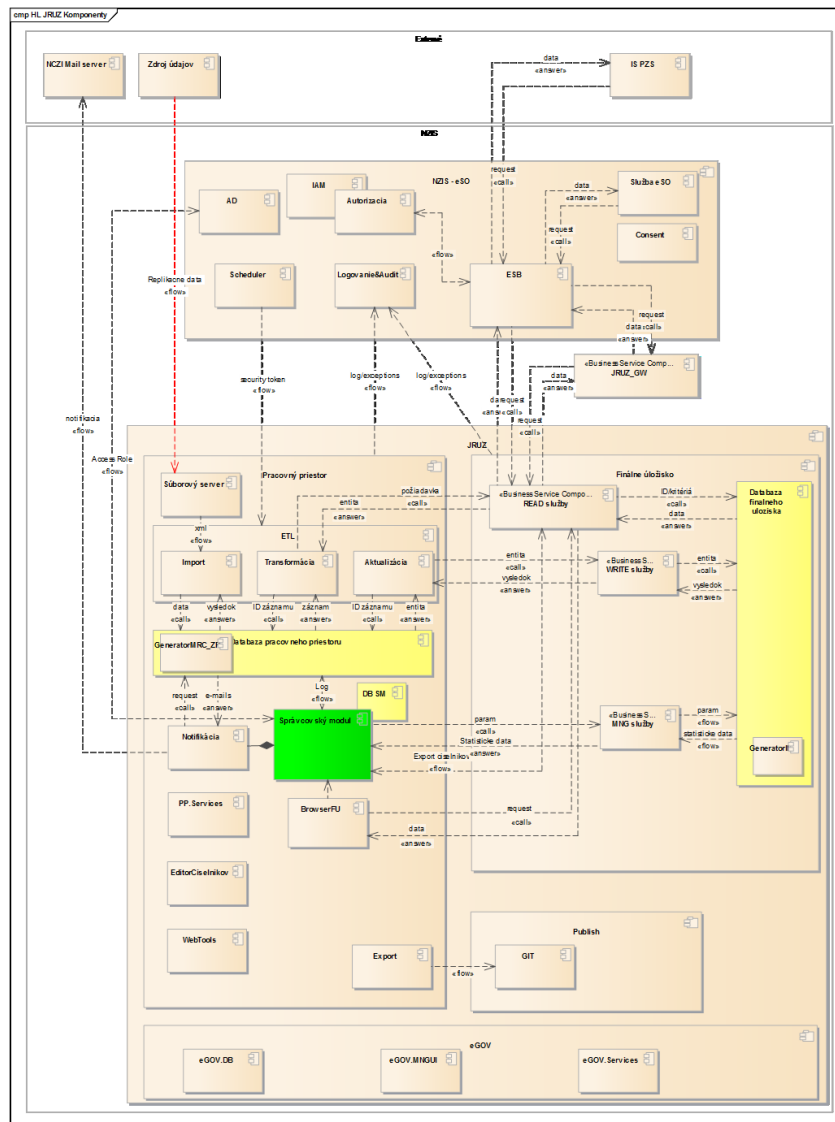 cmp HL JRUZ Komponenty
Externé
NCZI Mail server
Zdroj údajov
data
«answer»
IS PZS
NZIS
NZIS - eSO
request
«call»
AD
IAM
Autorizacia
data
«answer»
Služba eSO
request
«call»
Consent
«flow»
Replikacne data
«flow»
Scheduler
Logovanie&Audit
ESB
request
«call»
data
«answer»
«BusinessService Comp...
JRUZ_GW
security token
«flow»
log/exceptions
«flow»
log/exceptions
«flow»
data
«answer»
request
«call»
data
«answer»
request
«call»
notifikacia
«flow»
Access Role
«flow»
JRUZ
Pracovný priestor
Finálne úložisko
Súborový server
požiadavka
«call»
entita
«answer»
«BusinessService Compo...
READ služby
ID/kritériá
«call»
data
«answer»
Databaza
finalneho
uloziska
xml
«flow»
ETL
Import
Transformácia
Aktualizácia
entita
«call»
vysledok
«answer»
«BusinessS...
WRITE služby
entita
«call»
vysledok
«answer»
data
«call»
vysledok
«answer»
ID záznamu
«call»
záznam
«answer»
ID záznamu
«call»
entita
«answer»
Databaza pracovneho priestoru
request
«call»
e-mails
«answer»
Log
«flow»
DB SM
Správcovský modul
Notifikácia
param
«call»
Statisticke data
«answer»
Export ciselnikov
«flow»
«BusinessS...
MNG služby
param
«flow»
statisticke data
«flow»
PP.Services
BrowserFU
request
«call»
data
«answer»
EditorCiselnikov
WebTools
Export
«flow»
Publish
GIT
eGOV
eGOV.DB
eGOV.MNGUI
eGOV.Services